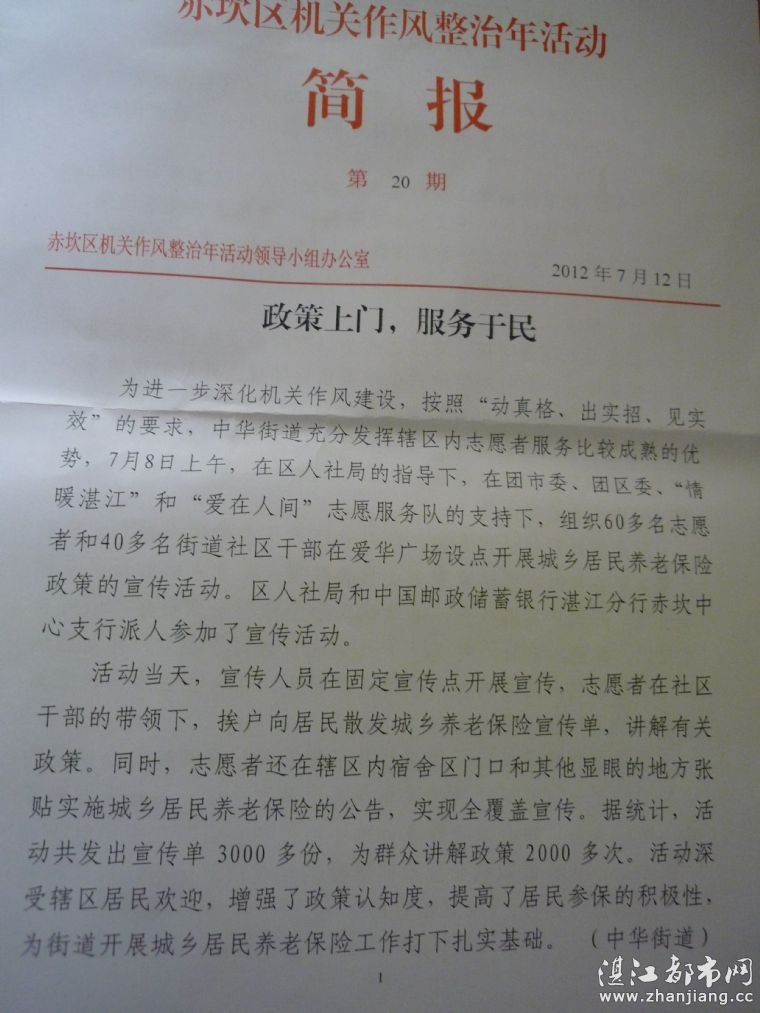 赤坎区机关作风整治年活动
简 报
第 20 期
赤坎区机关作风整治年活动领导小组办公室 2012年7月12日
政策上门，服务于民
为进一步深化机关作风建设，按照“动真格、出实招、见实
效”的要求，中华街道充分发挥辖区内志愿者服务比较成熟的优
势，7月8日上午，在区人社局的指导下，在团市委、团区委、“情
暖湛江”和“爱在人间”志愿服务队的支持下，组织60多名志愿
者和40多名街道社区干部在爱华广场设点开展城乡居民养老保险
政策的宣传活动。区人社局和中国邮政储蓄银行湛江分行赤坎中
心支行派人参加了宣传活动。
活动当天，宣传人员在固定宣传点开展宣传，志愿者在社区
干部的带领下，挨户向居民散发城乡养老保险宣传单，讲解有关
政策。同时，志愿者还在辖区内宿舍区门口和其他显眼的地方张
贴实施城乡居民养老保险的公告，实现全覆盖宣传。据统计，活
动共发出宣传单 3000 多份，为群众讲解政策 2000 多次。活动深
受辖区居民欢迎，增强了政策认知度，提高了居民参保的积极性，
为街道开展城乡居民养老保险工作打下扎实基础。 （中华街道）
1
湛江都市网
www.zhanjiang.cc